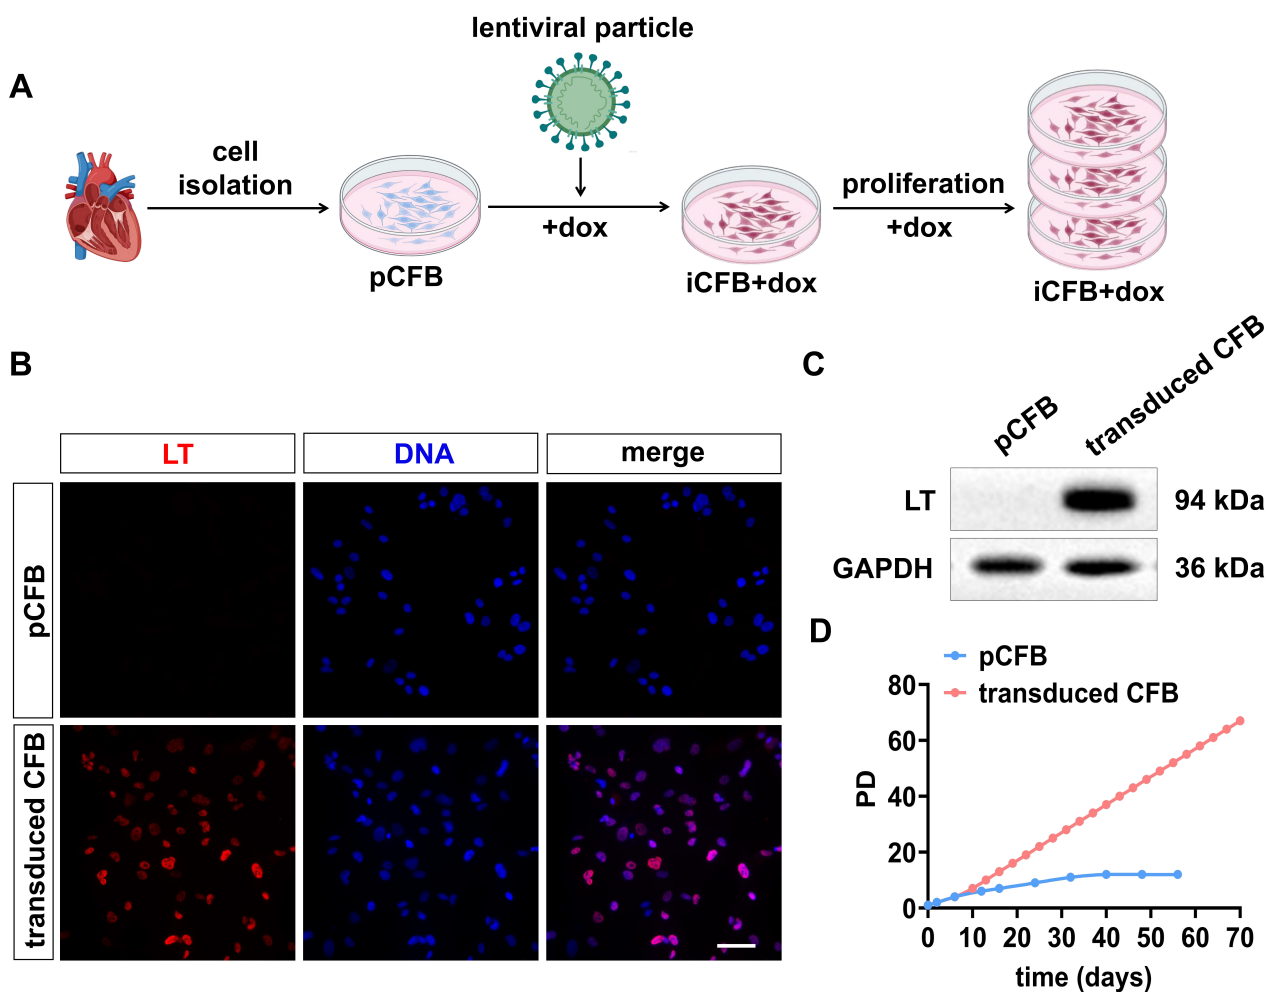 lentiviral particle
A
cell
isolation
+dox
proliferation
+dox
pCFB
iCFB+dox
iCFB+dox
B
LT
DNA
merge
pCFB
transduced CFB
C
pCFB
transduced CFB
LT
94 kDa
GAPDH
36 kDa
D
pCFB
transduced CFB
PD
80
60
40
20
0
0 10 20 30 40 50 60 70
time (days)